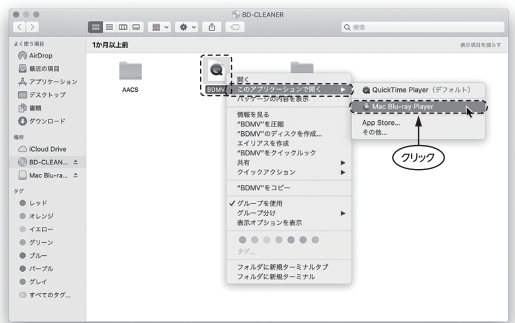 BD-CLEANER
検索
よく使う項目
AirDrop
最近の項目
アプリケーション
デスクトップ
書類
ダウンロード
場所
iCloud Drive
BD-CLEAN...
Mac Blu-ra...
タグ
レッド
オレンジ
イエロー
グリーン
ブルー
パープル
グレイ
すべてのタグ...
1か月以上前
表示項目を減らす
AACS
BDMV
開く
このアプリケーションで開く
パッケージの内容を表示
情報を見る
"BDMV"を圧縮
"BDMV"のディスクを作成...
エイリアスを作成
"BDMV"をクイックルック
共有
クイックアクション
"BDMV"をコピー
✓ グループを使用
グループ分け
表示オプションを表示
タグ...
フォルダに新規ターミナルタブ
フォルダに新規ターミナル
QuickTime Player（デフォルト）
Mac Blu-ray Player
App Store...
その他...
クリック